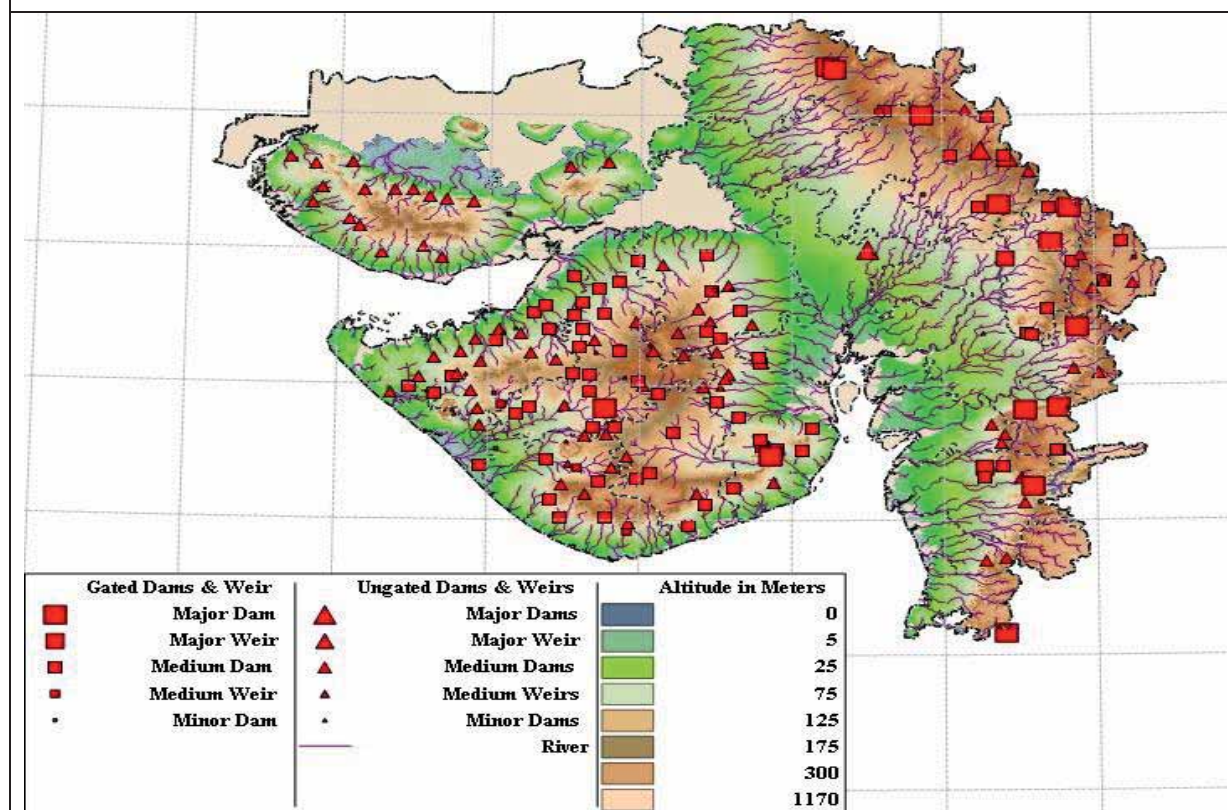 Gated Dams & Weir
Major Dam
Major Weir
Medium Dam
Medium Weir
Minor Dam
Ungated Dams & Weirs
Major Dams
Major Weir
Medium Dams
Medium Weirs
Minor Dams
River
Altitude in Meters
0
5
25
75
125
175
300
1170